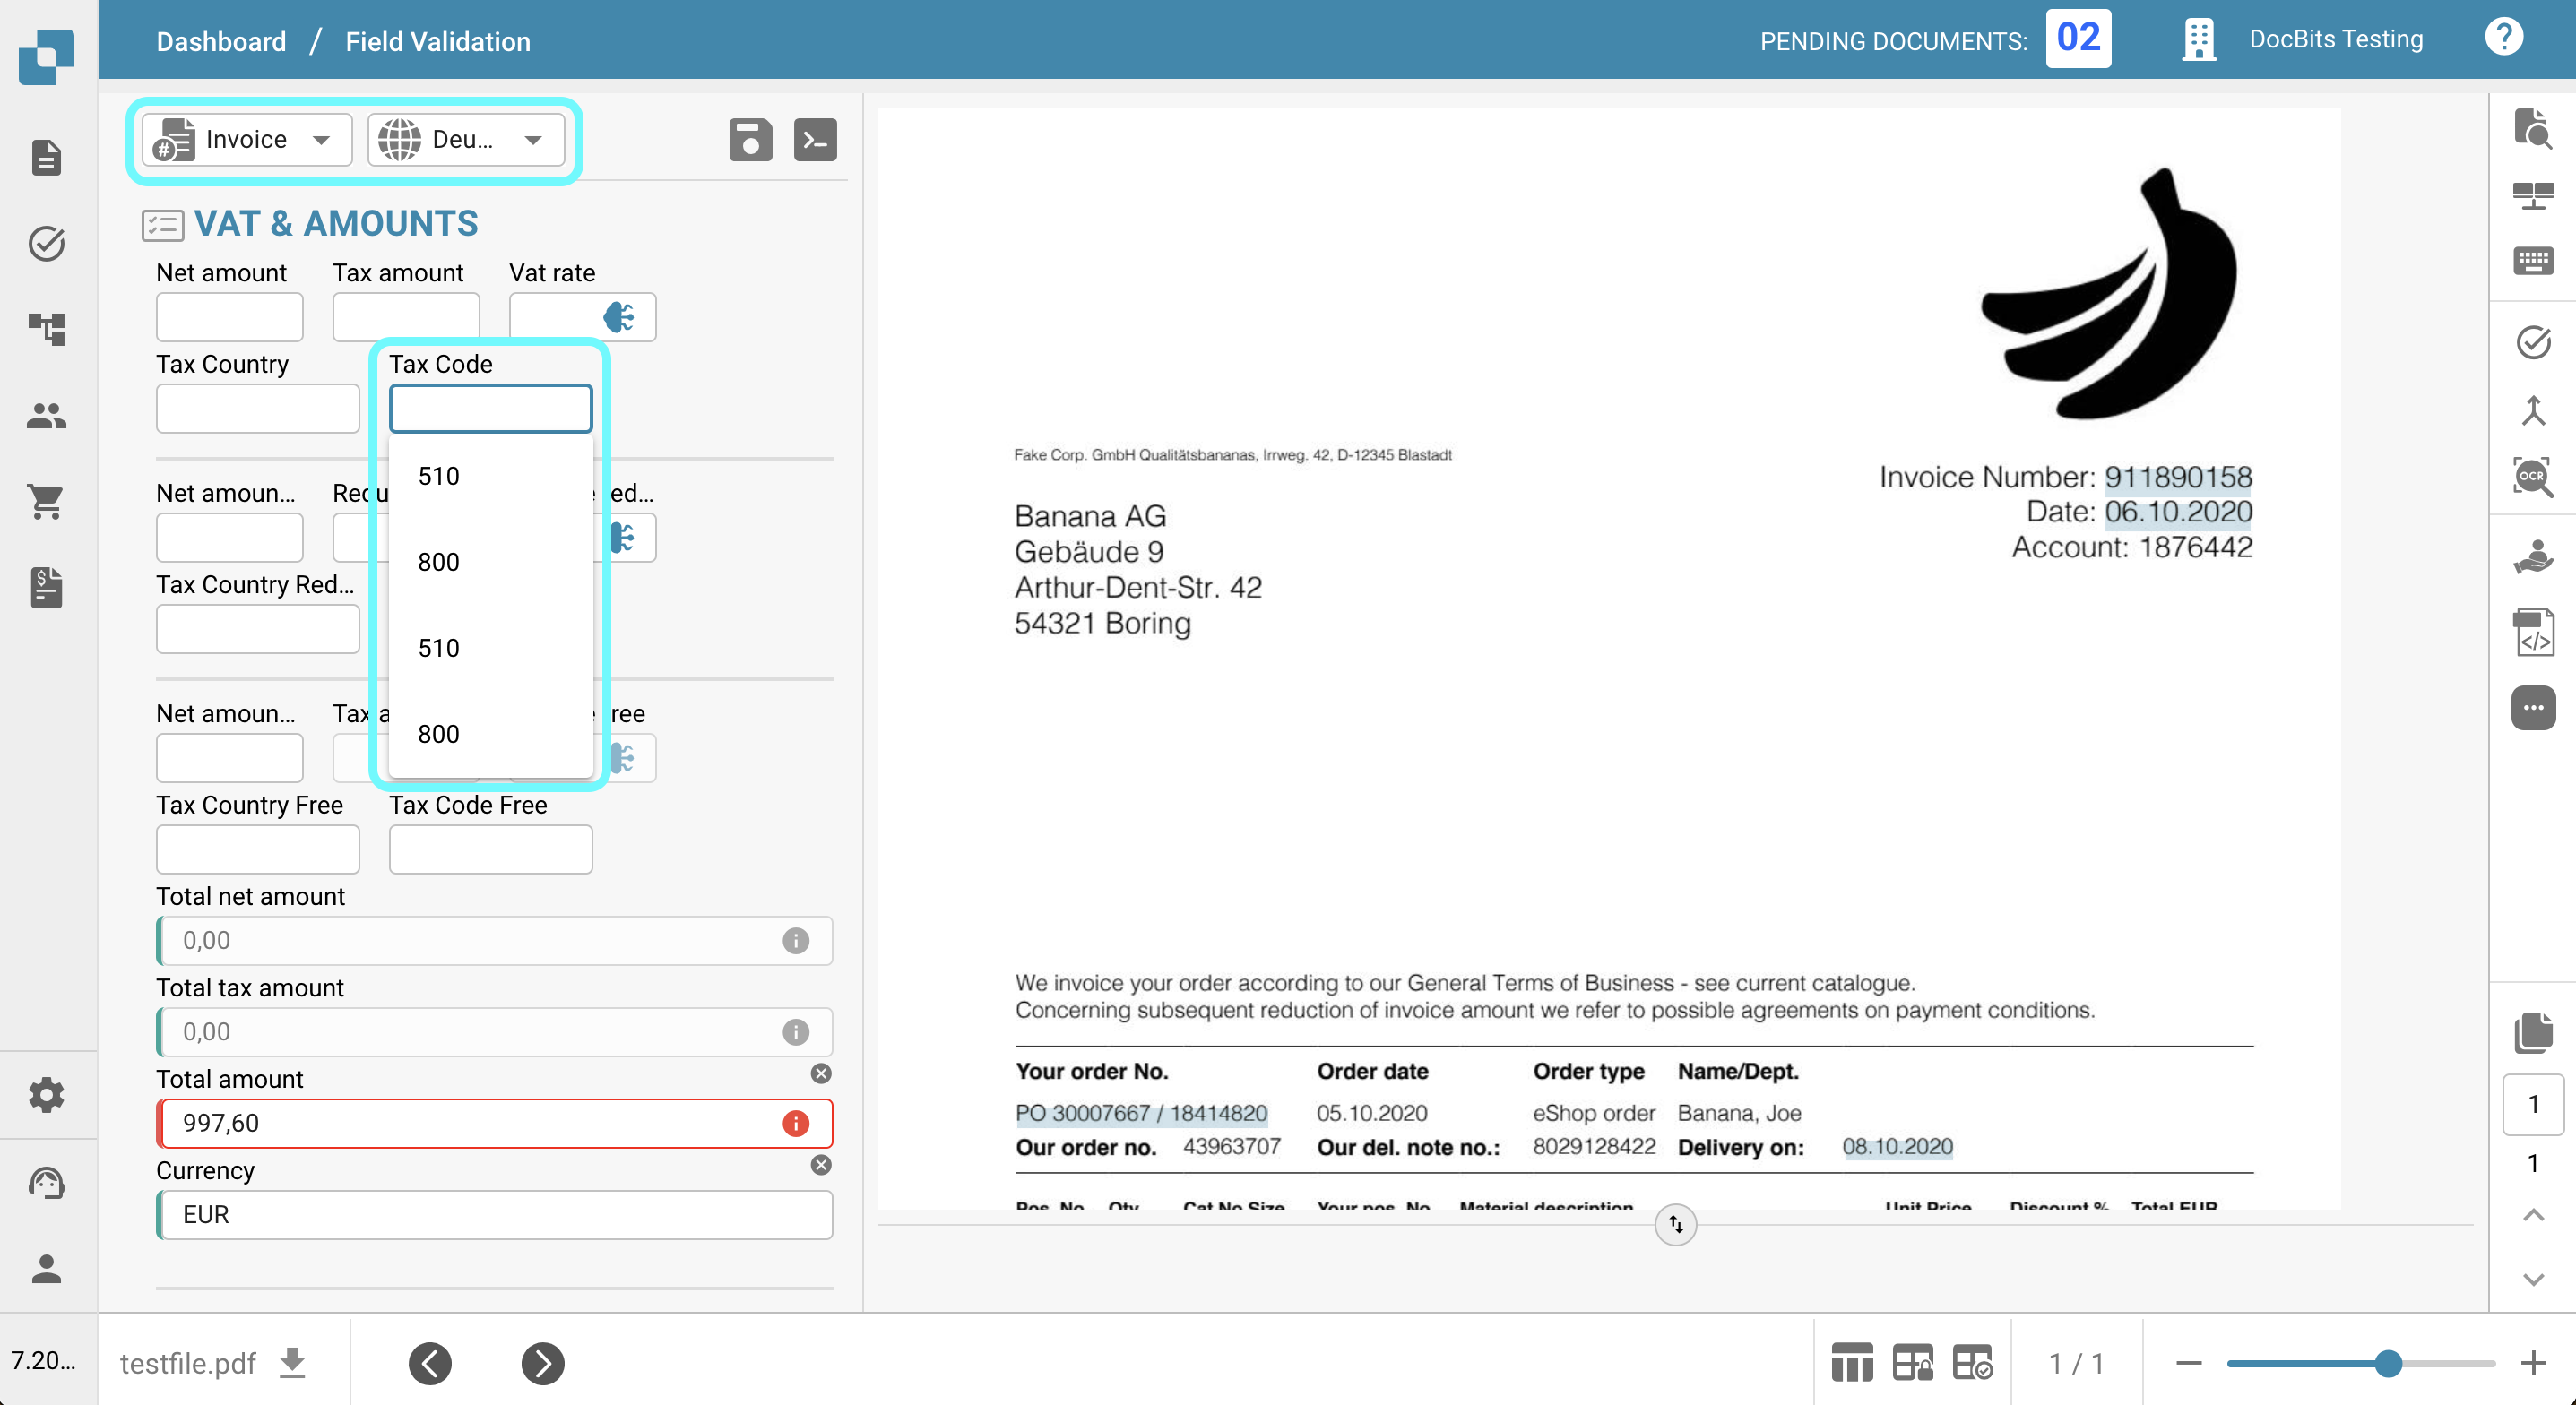 Dashboard / Field Validation
PENDING DOCUMENTS: 02
DocBits Testing
?
Invoice
Deu...
VAT & AMOUNTS
Net amount Tax amount Vat rate
Tax Country Tax Code
510
800
510
800
Net amoun... Redu ed...
Tax Country Red...
Net amoun... Tax a ree
Tax Country Free Tax Code Free
Total net amount
0,00
Total tax amount
0,00
Total amount
997,60
Currency
EUR
Fake Corp. GmbH Qualitätsbananas, Irrweg. 42, D-12345 Blastadt
Banana AG
Gebäude 9
Arthur-Dent-Str. 42
54321 Boring
Invoice Number: 911890158
Date: 06.10.2020
Account: 1876442
We invoice your order according to our General Terms of Business - see current catalogue.
Concerning subsequent reduction of invoice amount we refer to possible agreements on payment conditions.
Your order No. Order date Order type Name/Dept.
PO 30007667 / 18414820 05.10.2020 eShop order Banana, Joe
Our order no. 43963707 Our del. note no.: 8029128422 Delivery on: 08.10.2020
Pos. No. Qty. Cat.No.Size Your pos. No. Material description Unit Price Discount % Total EUR
OCR
1
1
7.20...
testfile.pdf
1 / 1